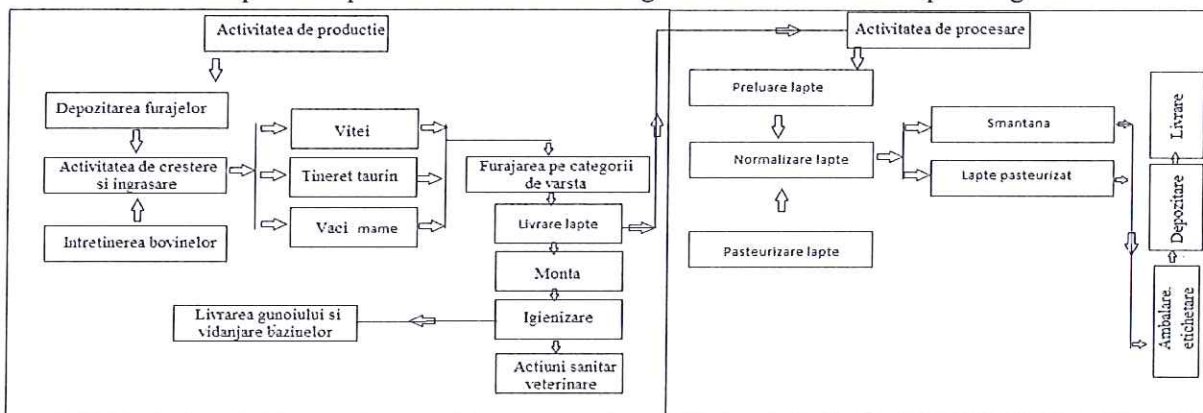 Activitatea de productie
Depozitarea furajelor
Activitatea de crestere
si ingrasare
Intretinerea bovinelor
Vitei
Tineret taurin
Vaci mame
Furajarea pe categorii
de varsta
Livrare lapte
Monta
Igienizare
Livrarea gunoiului si
vidanjare bazinelor
Actiuni sanitar
veterinare
Activitatea de procesare
Preluare lapte
Normalizare lapte
Pasteurizare lapte
Smantana
Lapte pasteurizat
Ambalare.
etichetare
Depozitare
Livrare